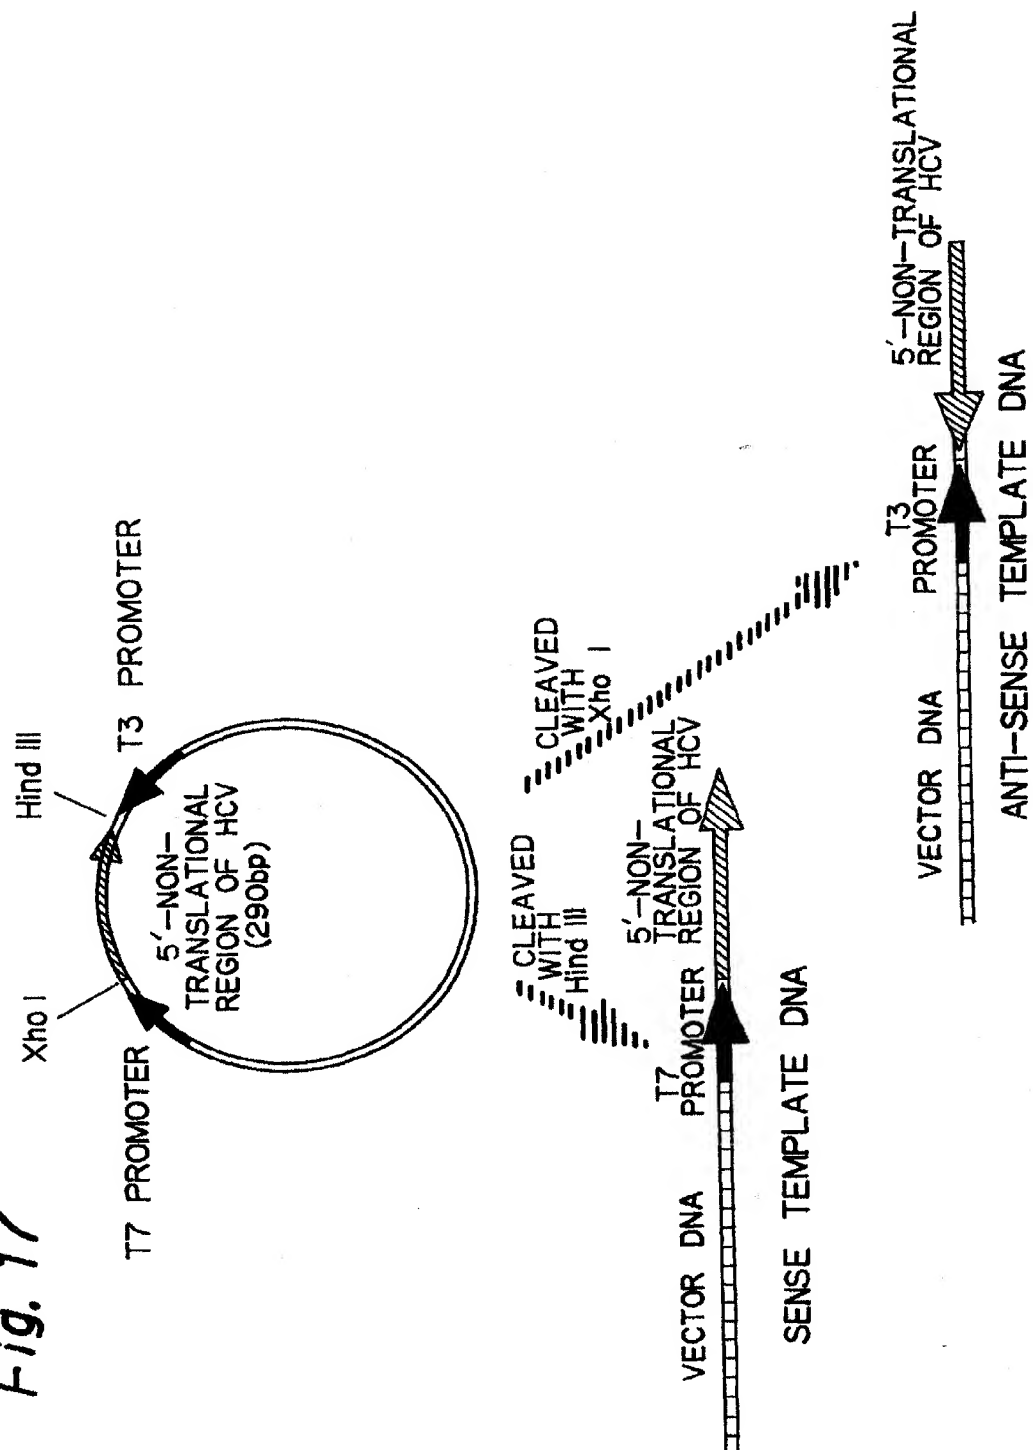 Fig. 17
Xho I
Hind III
T7 PROMOTER
T3 PROMOTER
5′-NON-
TRANSLATIONAL
REGION OF HCV
(290bp)
CLEAVED
WITH
Hind III
CLEAVED
WITH
Xho I
VECTOR DNA
T7
PROMOTER
5′-NON-
TRANSLATIONAL
REGION OF HCV
SENSE TEMPLATE DNA
VECTOR DNA
T3
PROMOTER
5′-NON-TRANSLATIONAL
REGION OF HCV
ANTI-SENSE TEMPLATE DNA